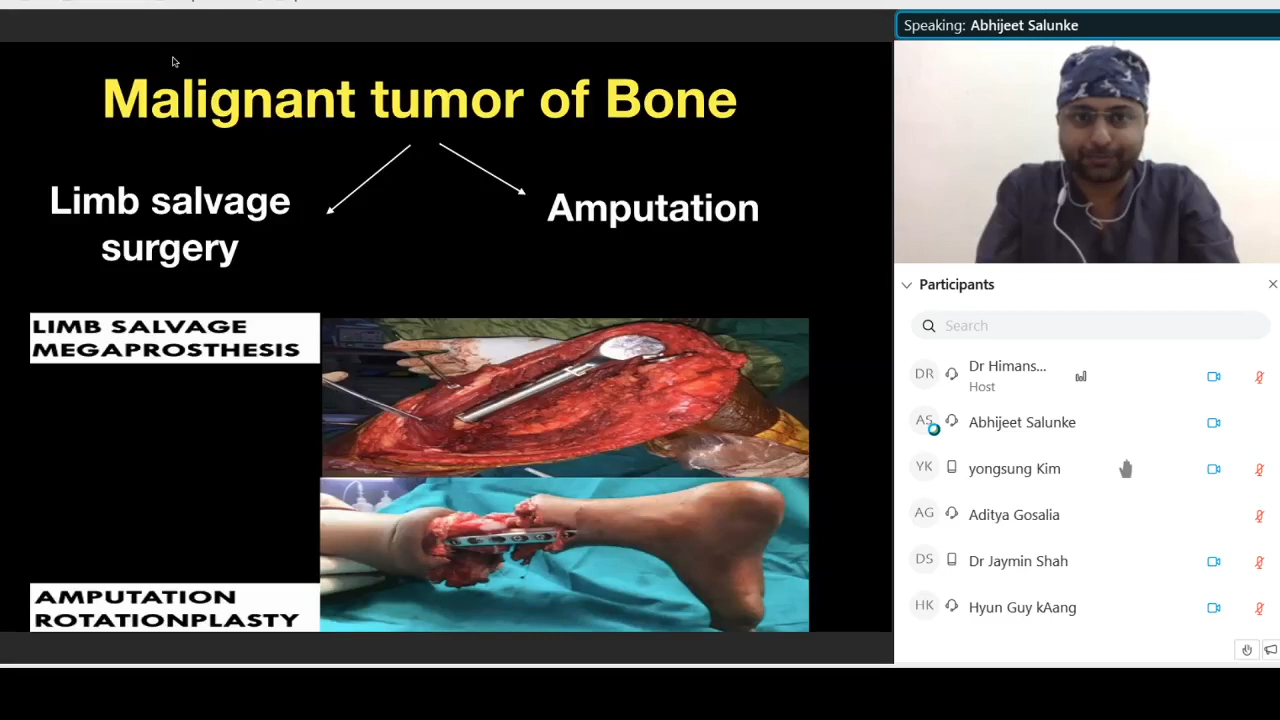 Speaking: Abhijeet Salunke
Malignant tumor of Bone
Limb salvage
surgery
Amputation
LIMB SALVAGE
MEGAPROSTHESIS
AMPUTATION
ROTATIONPLASTY
Participants
Search
DR
Dr Himans...
Host
AS
Abhijeet Salunke
YK
yongsung Kim
AG
Aditya Gosalia
DS
Dr Jaymin Shah
HK
Hyun Guy kAang